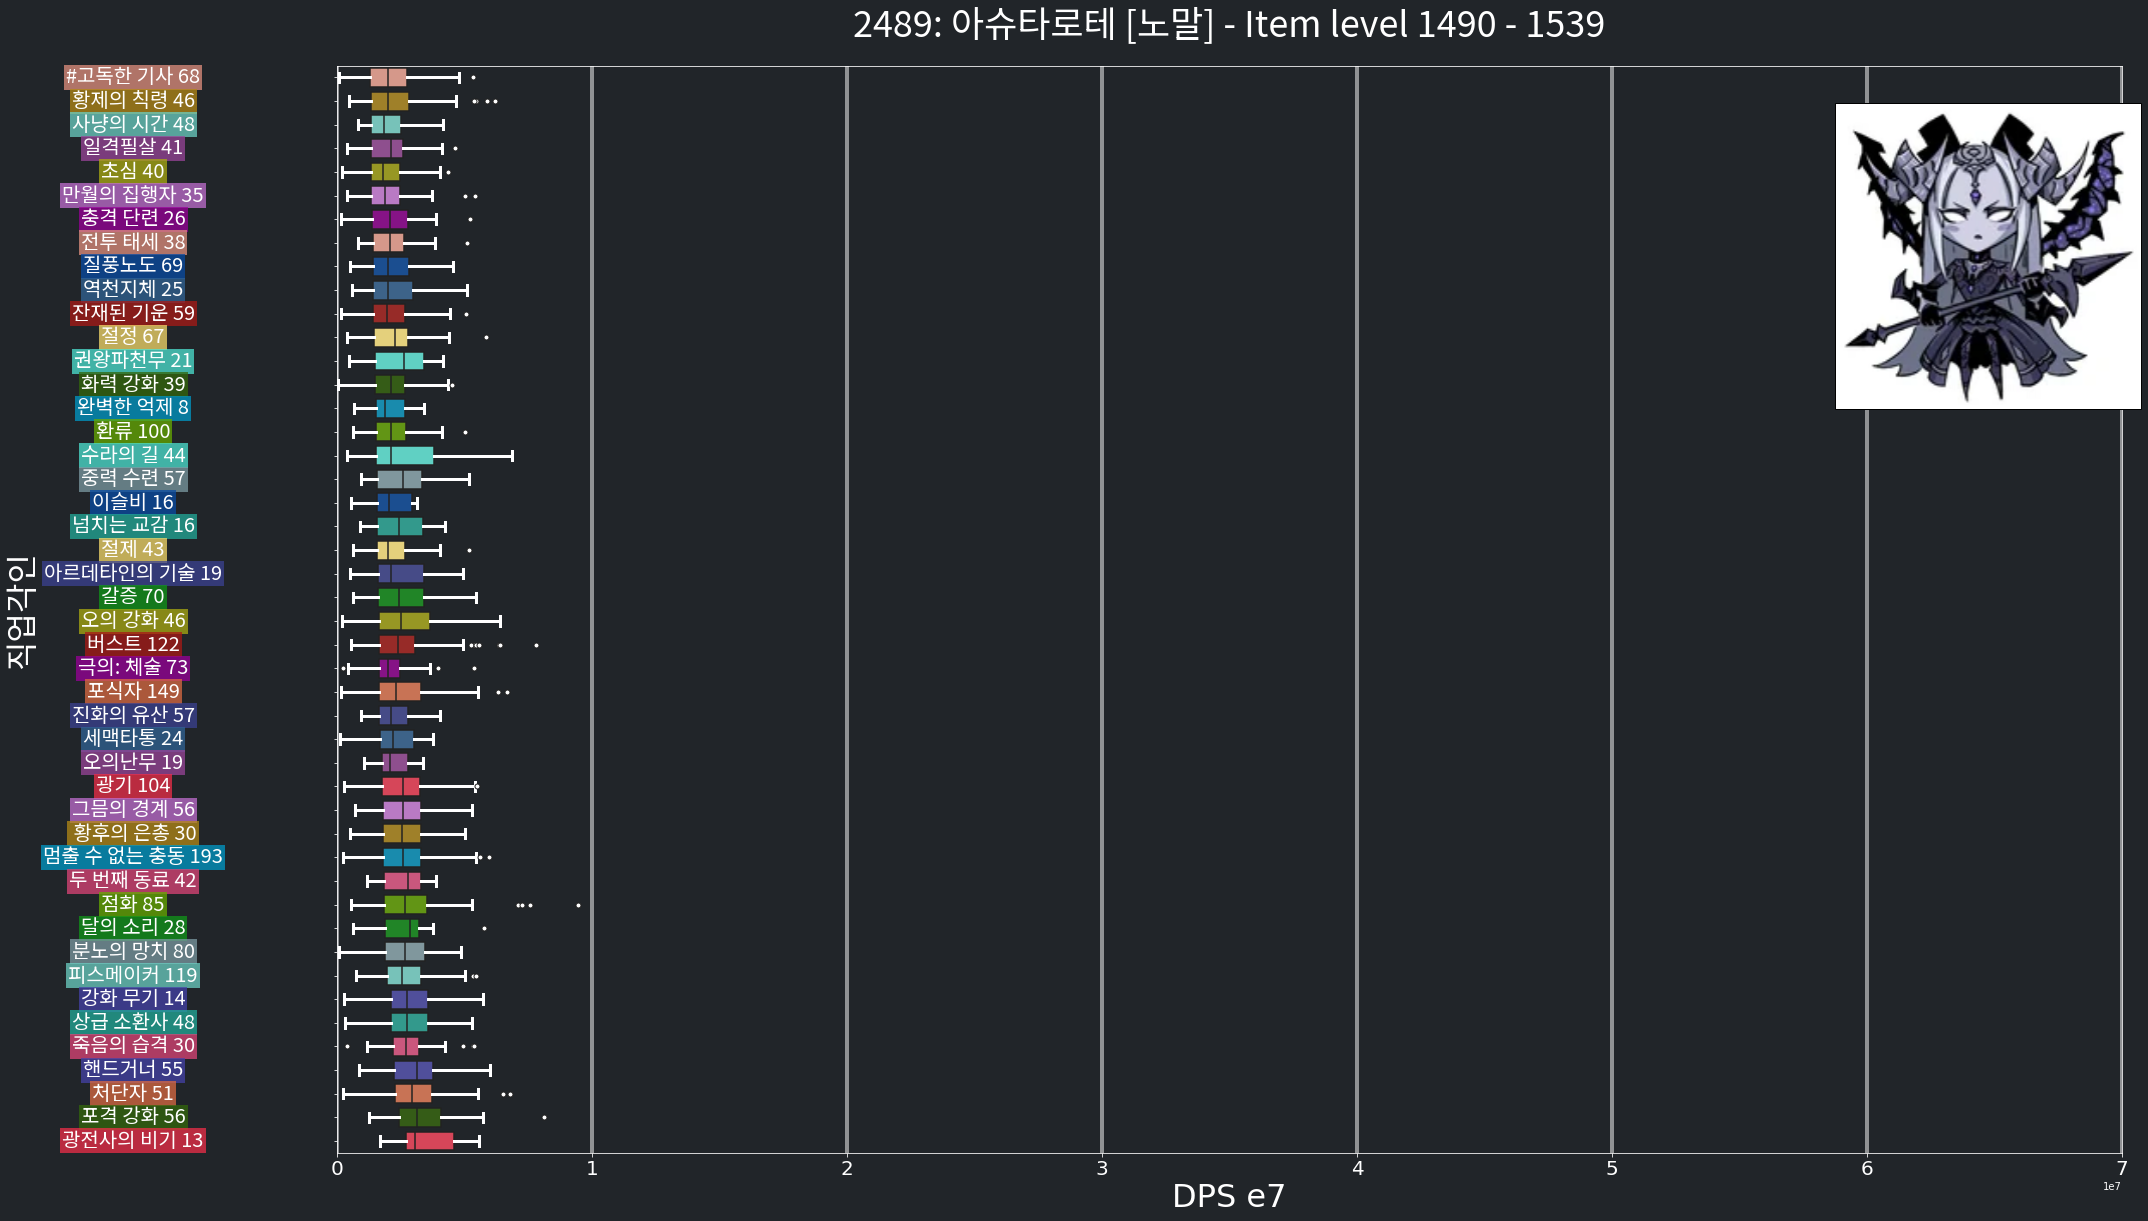 2489: 아슈타로테 [노말] - Item level 1490 - 1539
#고독한 기사 68
황제의 칙령 46
사냥의 시간 48
일격필살 41
초심 40
만월의 집행자 35
충격 단련 26
전투 태세 38
질풍노도 69
역천지체 25
잔재된 기운 59
절정 67
권왕파천무 21
화력 강화 39
완벽한 억제 8
환류 100
수라의 길 44
중력 수련 57
이슬비 16
넘치는 교감 16
절제 43
아르데타인의 기술 19
갈증 70
오의 강화 46
버스트 122
극의: 체술 73
포식자 149
진화의 유산 57
세맥타통 24
오의난무 19
광기 104
그믐의 경계 56
황후의 은총 30
멈출 수 없는 충동 193
두 번째 동료 42
점화 85
달의 소리 28
분노의 망치 80
피스메이커 119
강화 무기 14
상급 소환사 48
죽음의 습격 30
핸드거너 55
처단자 51
포격 강화 56
광전사의 비기 13
직업각인
0 1 2 3 4 5 6 7
1e7
DPS e7